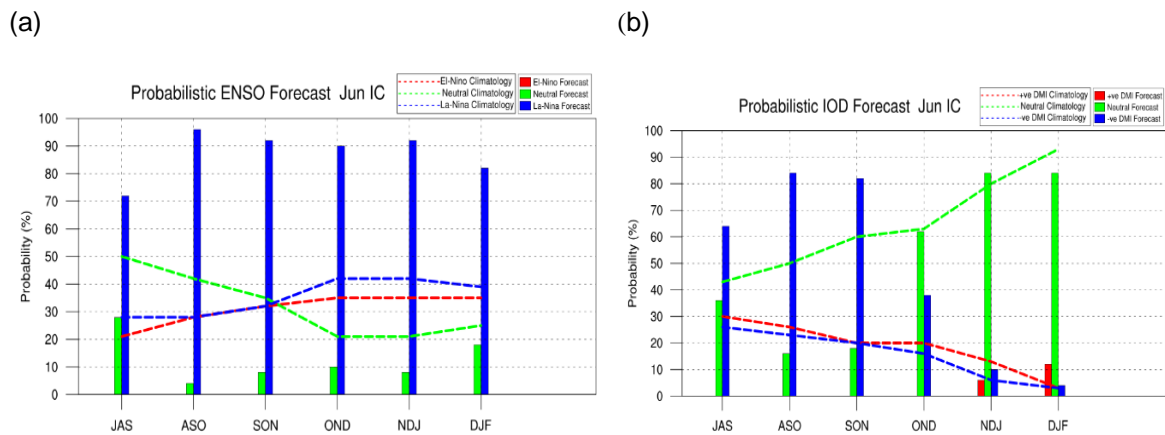 (a)
Probabilistic ENSO Forecast Jun IC
El-Nino Climatology
Neutral Climatology
La-Nina Climatology
El-Nino Forecast
Neutral Forecast
La-Nina Forecast
Probability (%)
100
90
80
70
60
50
40
30
20
10
0
JAS ASO SON OND NDJ DJF
(b)
Probabilistic IOD Forecast Jun IC
+ve DMI Climatology
Neutral Climatology
-ve DMI Climatology
+ve DMI Forecast
Neutral Forecast
-ve DMI Forecast
Probability (%)
100
90
80
70
60
50
40
30
20
10
0
JAS ASO SON OND NDJ DJF